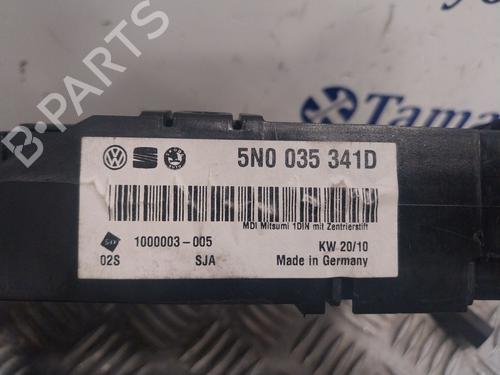 B-Parts
Tama
5N0 035 341D
MDI Mitsumi 1DIN mit Zentrierstift
1000003-005
KW 20/10
02S
SJA
Made in Germany